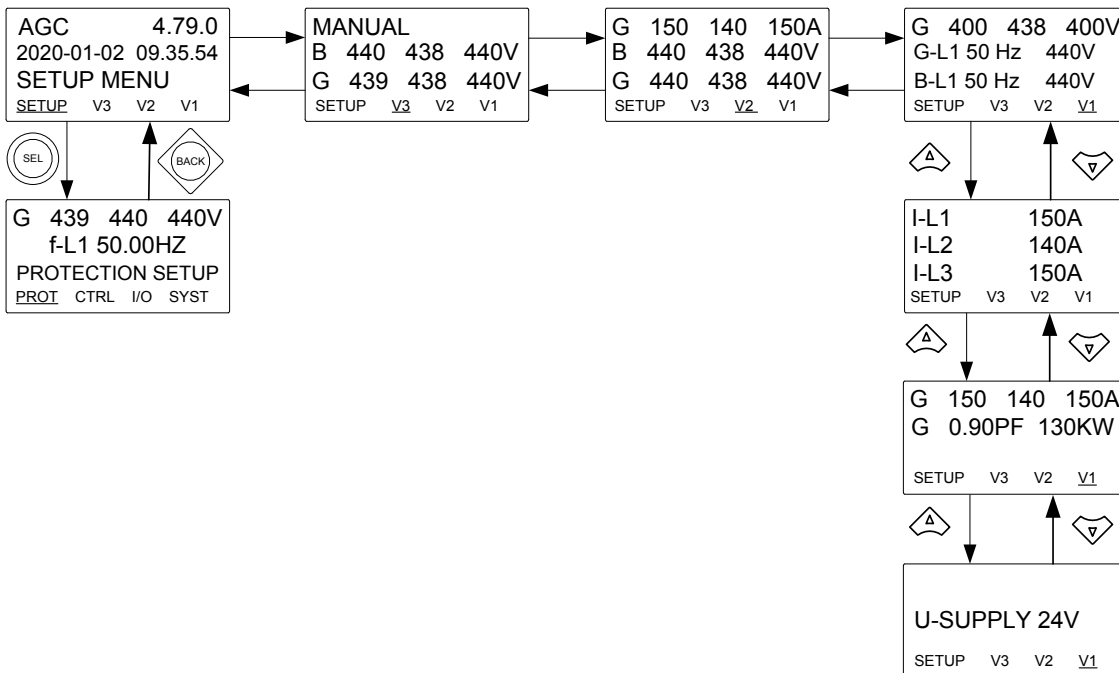 AGC 4.79.0
2020-01-02 09.35.54
SETUP MENU
SETUP V3 V2 V1
MANUAL
B 440 438 440V
G 439 438 440V
SETUP V3 V2 V1
G 150 140 150A
B 440 438 440V
G 440 438 440V
SETUP V3 V2 V1
G 400 438 400V
G-L1 50 Hz 440V
B-L1 50 Hz 440V
SETUP V3 V2 V1
SEL
BACK
G 439 440 440V
f-L1 50.00HZ
PROTECTION SETUP
PROT CTRL I/O SYST
I-L1 150A
I-L2 140A
I-L3 150A
SETUP V3 V2 V1
G 150 140 150A
G 0.90PF 130KW
SETUP V3 V2 V1
U-SUPPLY 24V
SETUP V3 V2 V1